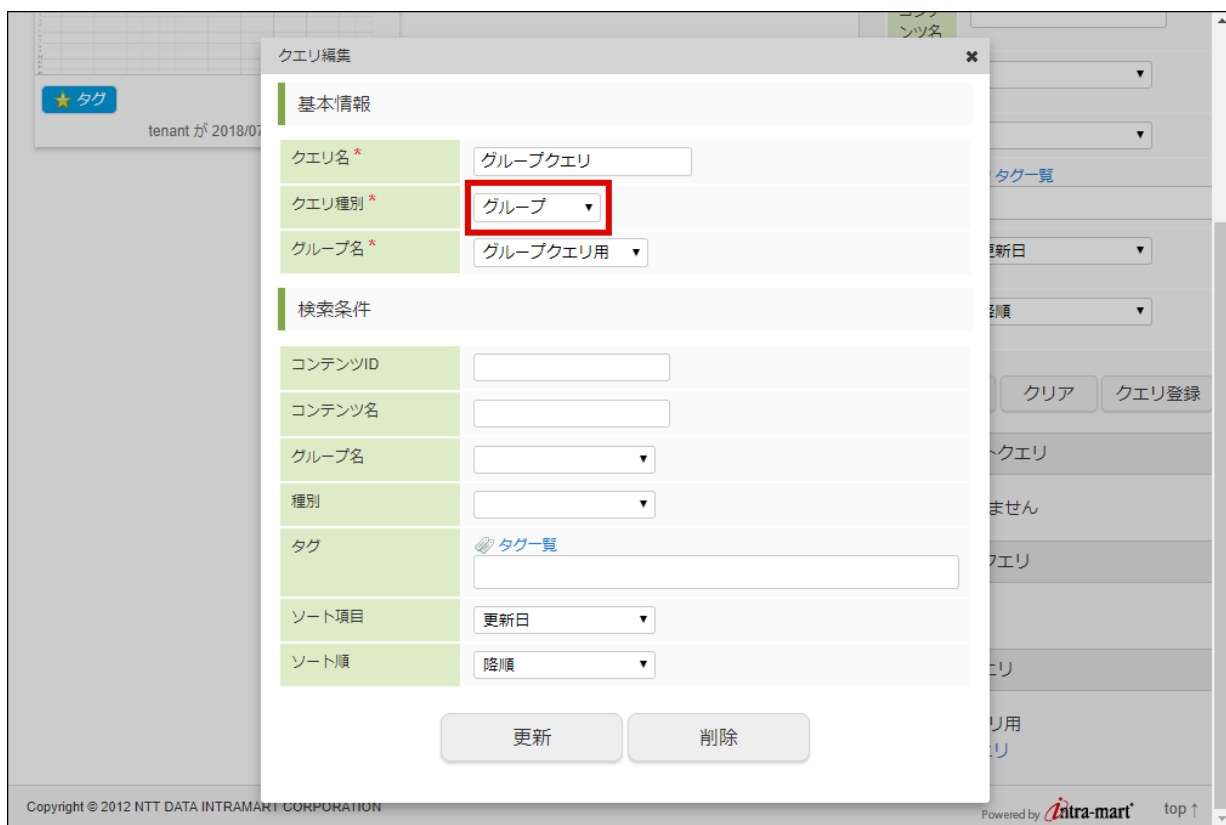 コンテ
ンツ名
クエリ編集
基本情報
タグ
tenant が 2018/07
クエリ名 *
グループクエリ
クエリ種別 *
グループ
タグ一覧
グループ名 *
グループクエリ用
更新日
検索条件
降順
コンテンツID
クリア
クエリ登録
コンテンツ名
グループ名
クエリ
種別
ません
タグ
タグ一覧
クエリ
ソート項目
更新日
ソート順
降順
エリ
更新
削除
リ用
エリ
Copyright © 2012 NTT DATA INTRAMART CORPORATION
Powered by intra-mart
top ↑